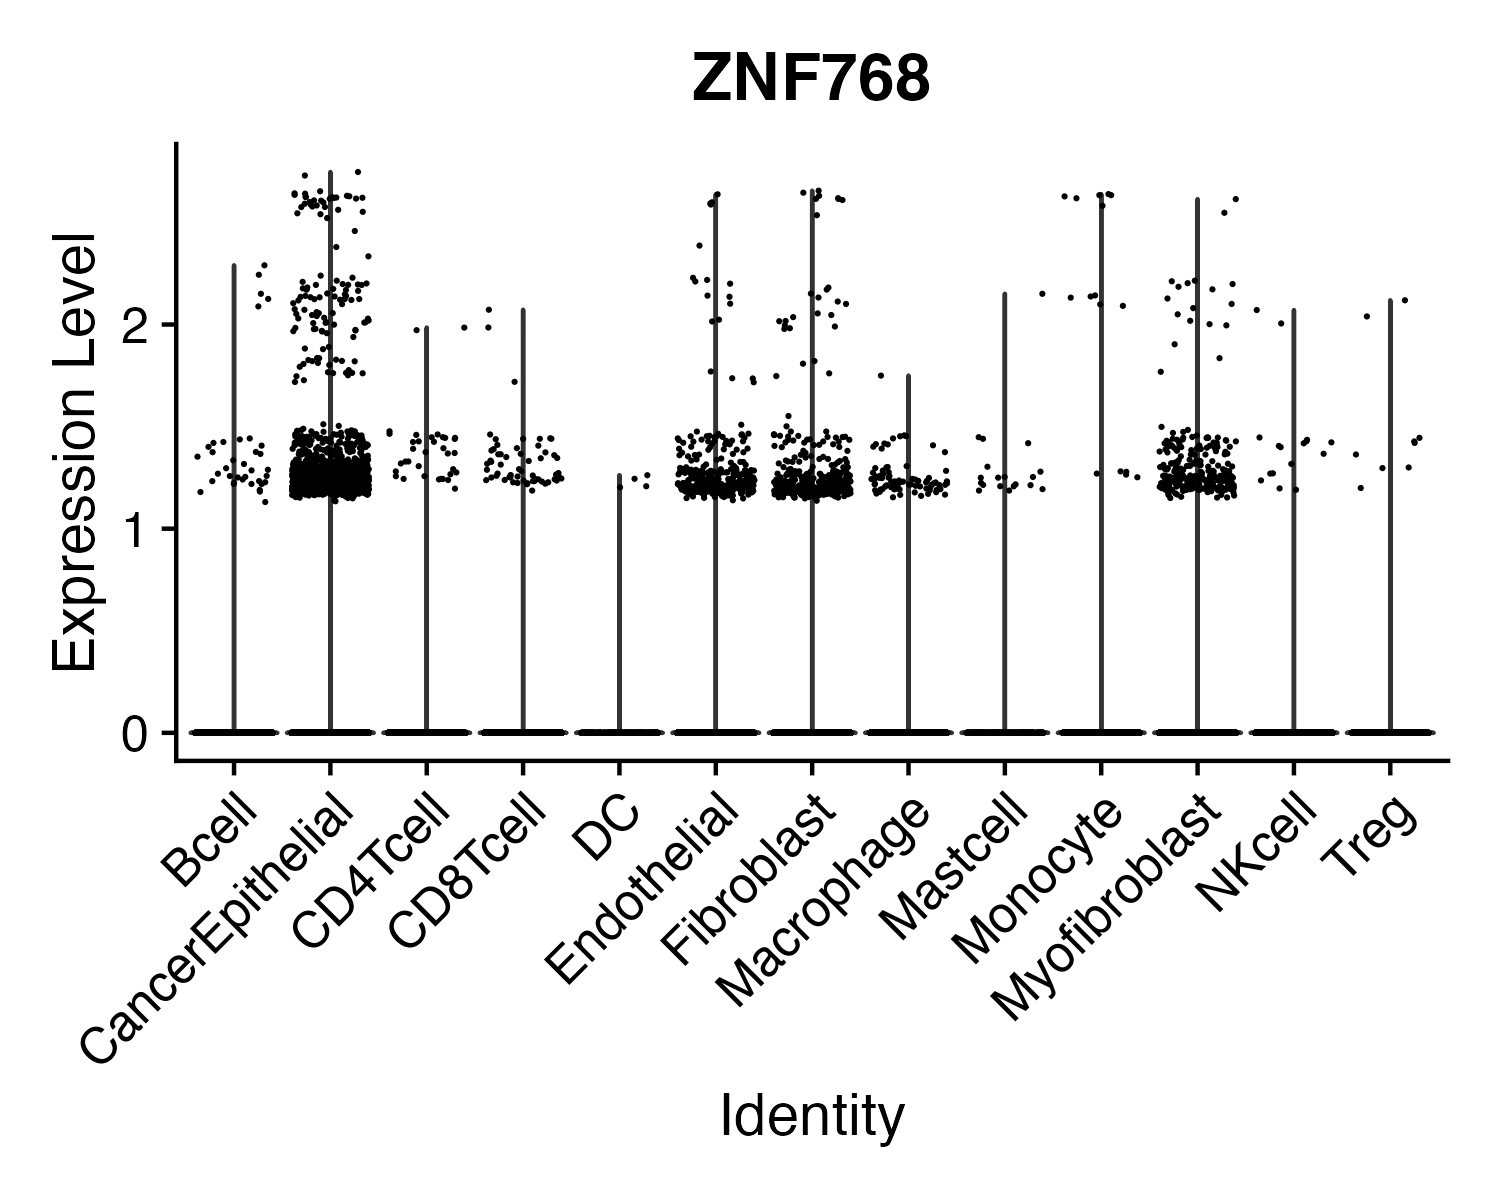 ZNF768
Expression Level
2
1
0
Bcell
CancerEpithelial
CD4Tcell
CD8Tcell
DC
Endothelial
Fibroblast
Macrophage
Mastcell
Monocyte
Myofibroblast
NKcell
Treg
Identity